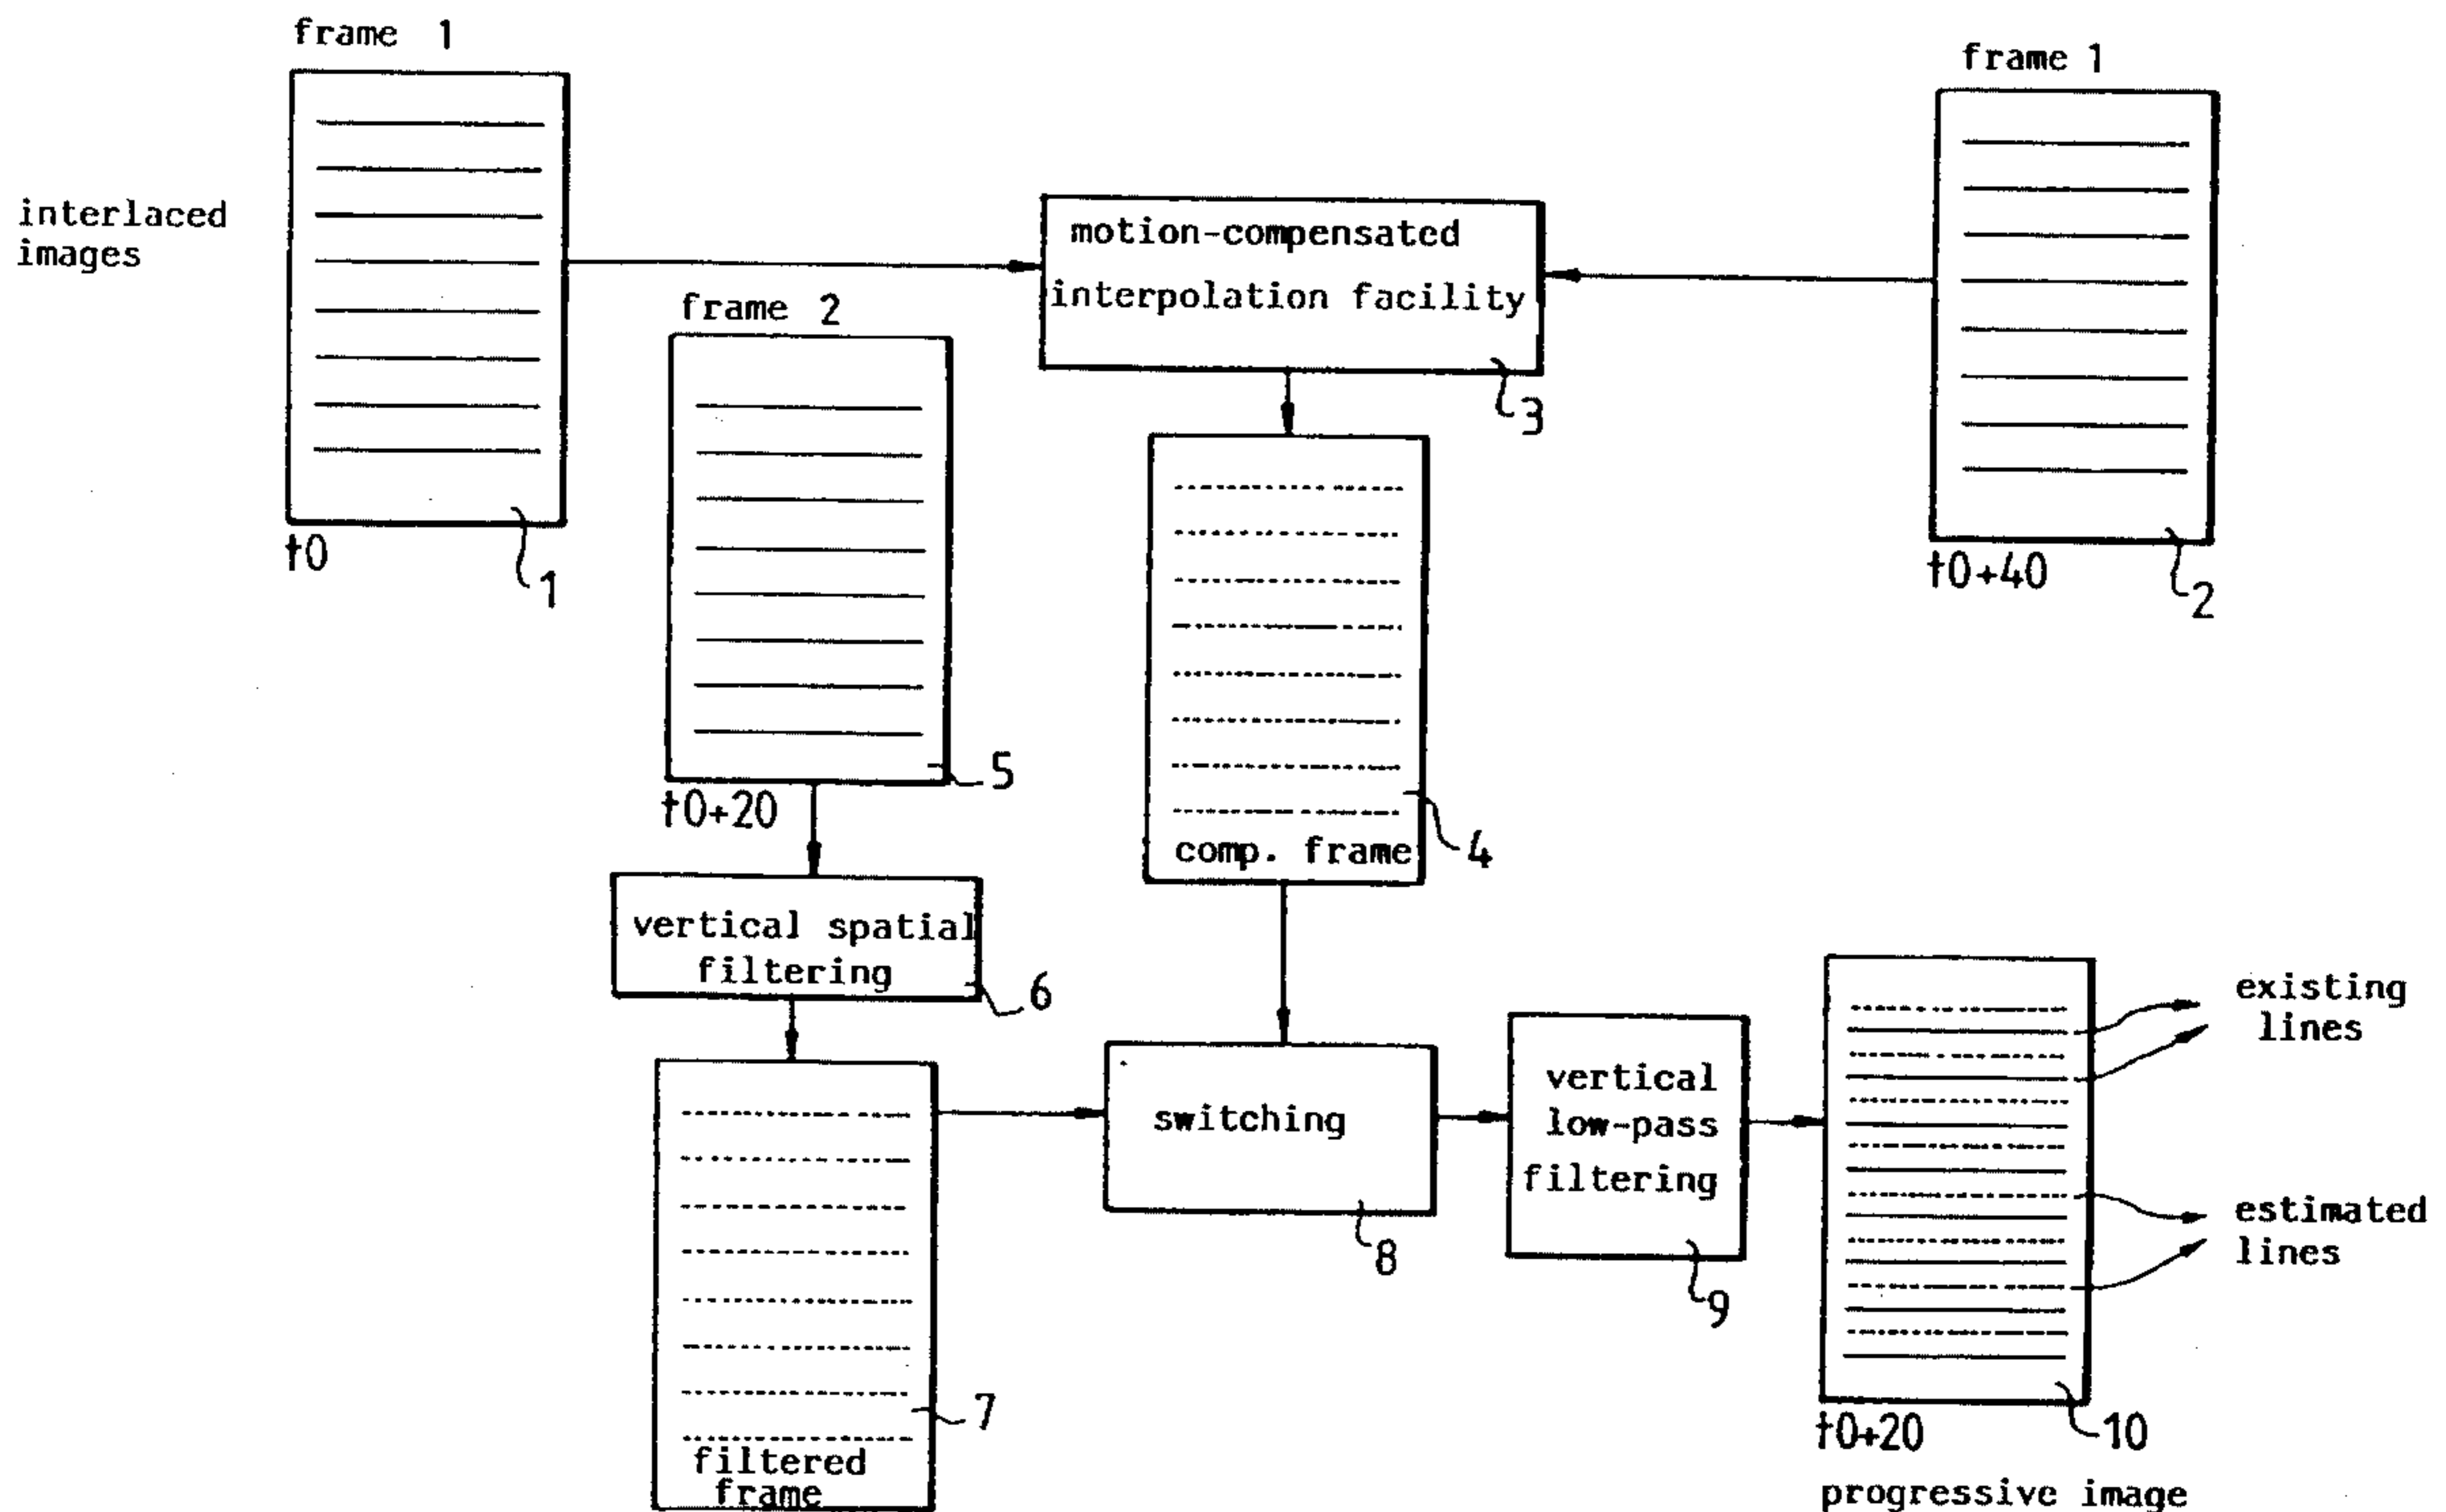 frame 1
frame 1
interlaced
images
motion-compensated
interpolation facility
frame 2
3
t0
1
t0+40
2
5
t0+20
comp. frame
4
vertical spatial
filtering
6
existing
lines
switching
8
vertical
low-pass
filtering
9
estimated
lines
7
filtered
frame
10
t0+20
progressive image